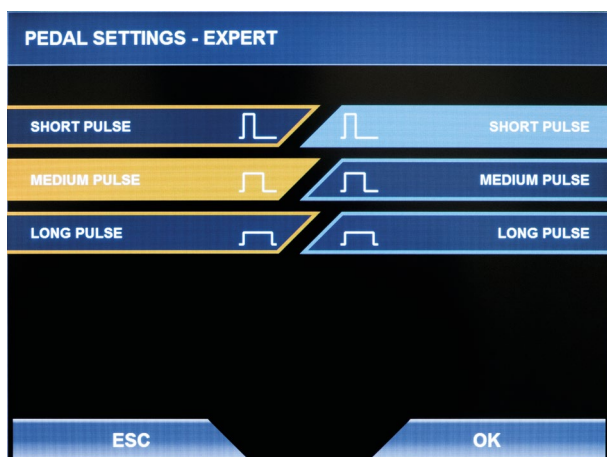 PEDAL SETTINGS - EXPERT
SHORT PULSE SHORT PULSE
MEDIUM PULSE MEDIUM PULSE
LONG PULSE LONG PULSE
ESC OK